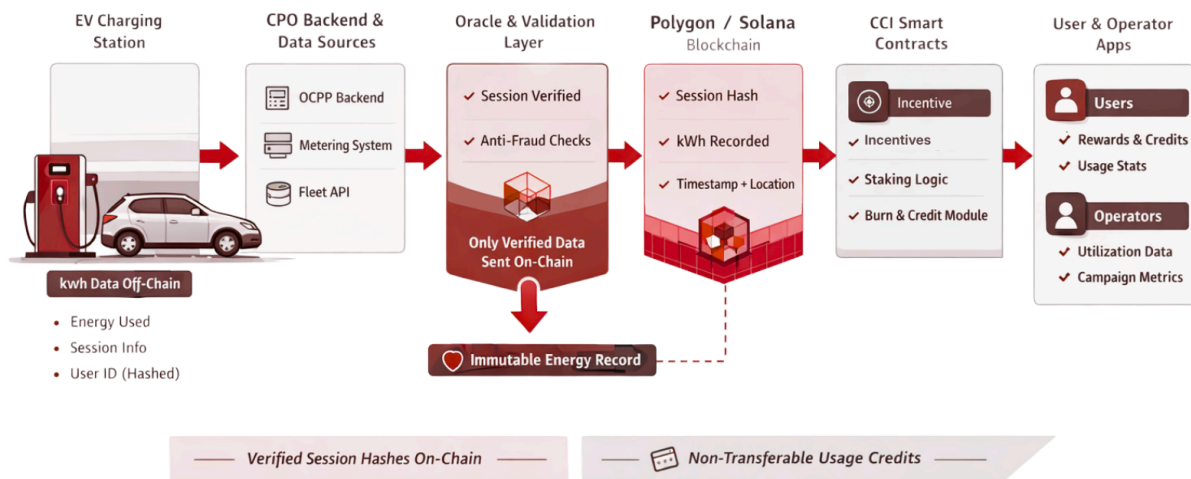 EV Charging
Station
kwh Data Off-Chain
• Energy Used
• Session Info
• User ID (Hashed)
CPO Backend &
Data Sources
OCPP Backend
Metering System
Fleet API
Oracle & Validation
Layer
✓ Session Verified
✓ Anti-Fraud Checks
Only Verified Data
Sent On-Chain
Immutable Energy Record
Polygon / Solana
Blockchain
✓ Session Hash
✓ kWh Recorded
✓ Timestamp + Location
CCI Smart
Contracts
Incentive
✓ Incentives
✓ Staking Logic
✓ Burn & Credit Module
User & Operator
Apps
Users
✓ Rewards & Credits
✓ Usage Stats
Operators
✓ Utilization Data
✓ Campaign Metrics
Verified Session Hashes On-Chain
Non-Transferable Usage Credits